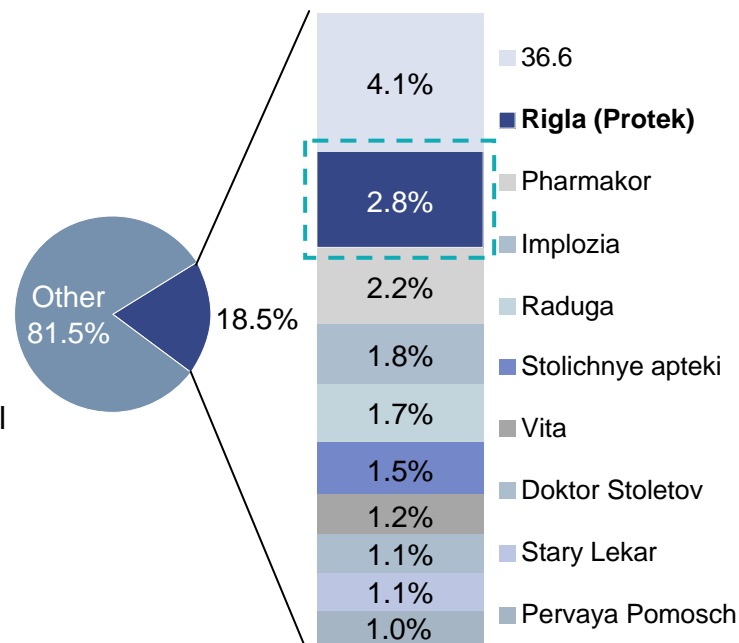 Other
81.5%
18.5%
l
4.1%
2.8%
2.2%
1.8%
1.7%
1.5%
1.2%
1.1%
1.1%
1.0%
36.6
Rigla (Protek)
Pharmakor
Implozia
Raduga
Stolichnye apteki
Vita
Doktor Stoletov
Stary Lekar
Pervaya Pomosch